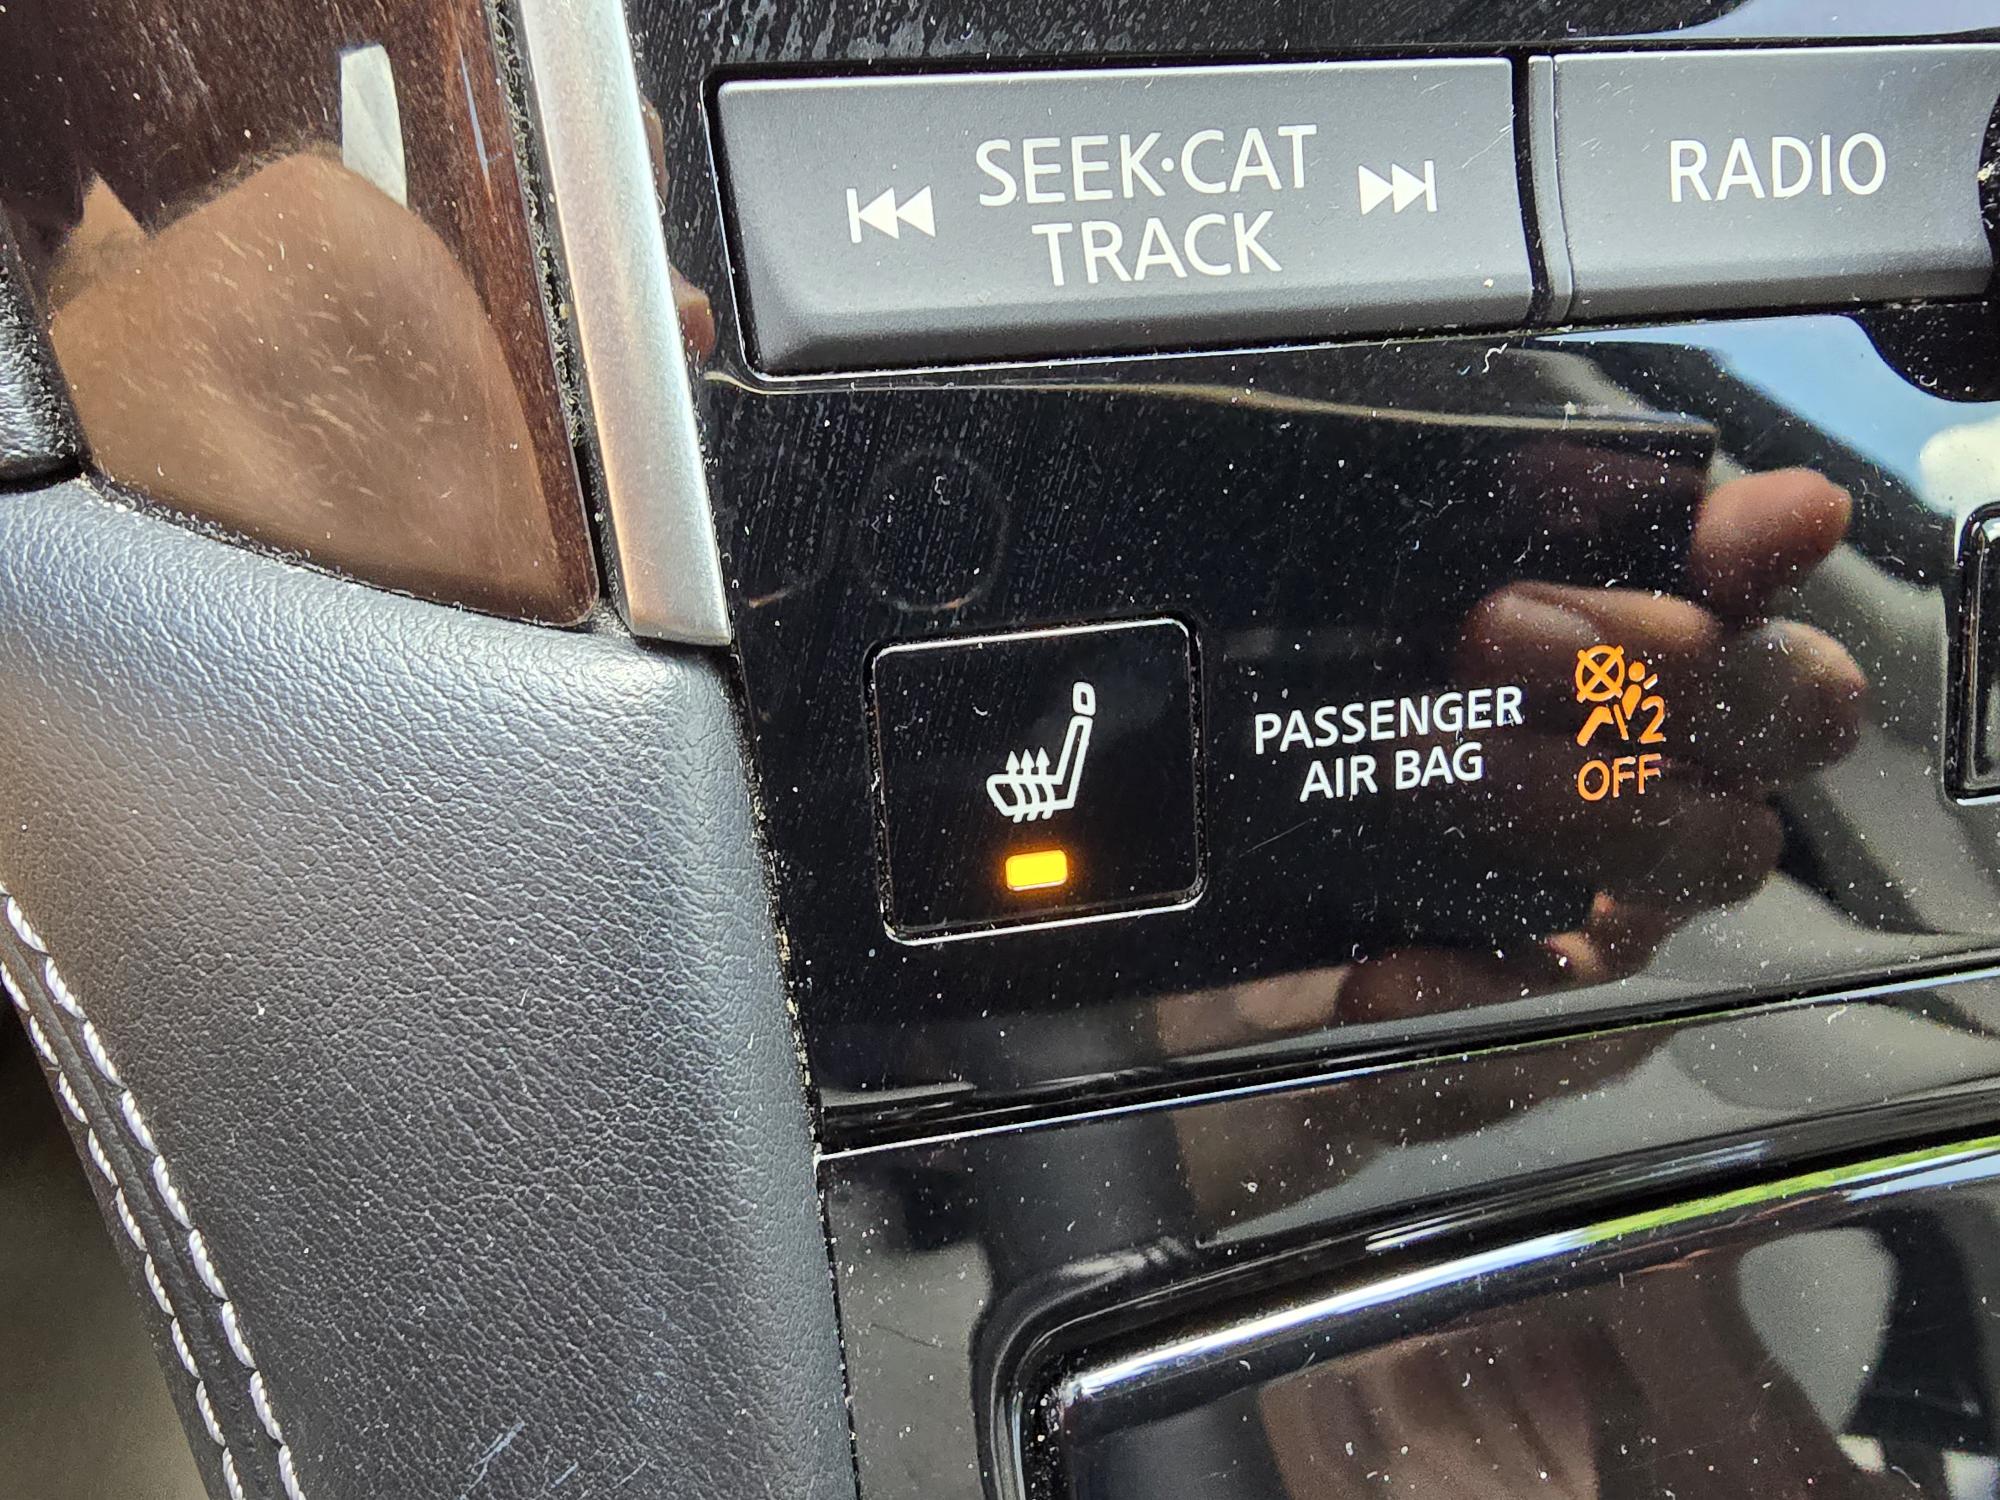 SEEK·CAT
TRACK
RADIO
PASSENGER
AIR BAG
2
OFF